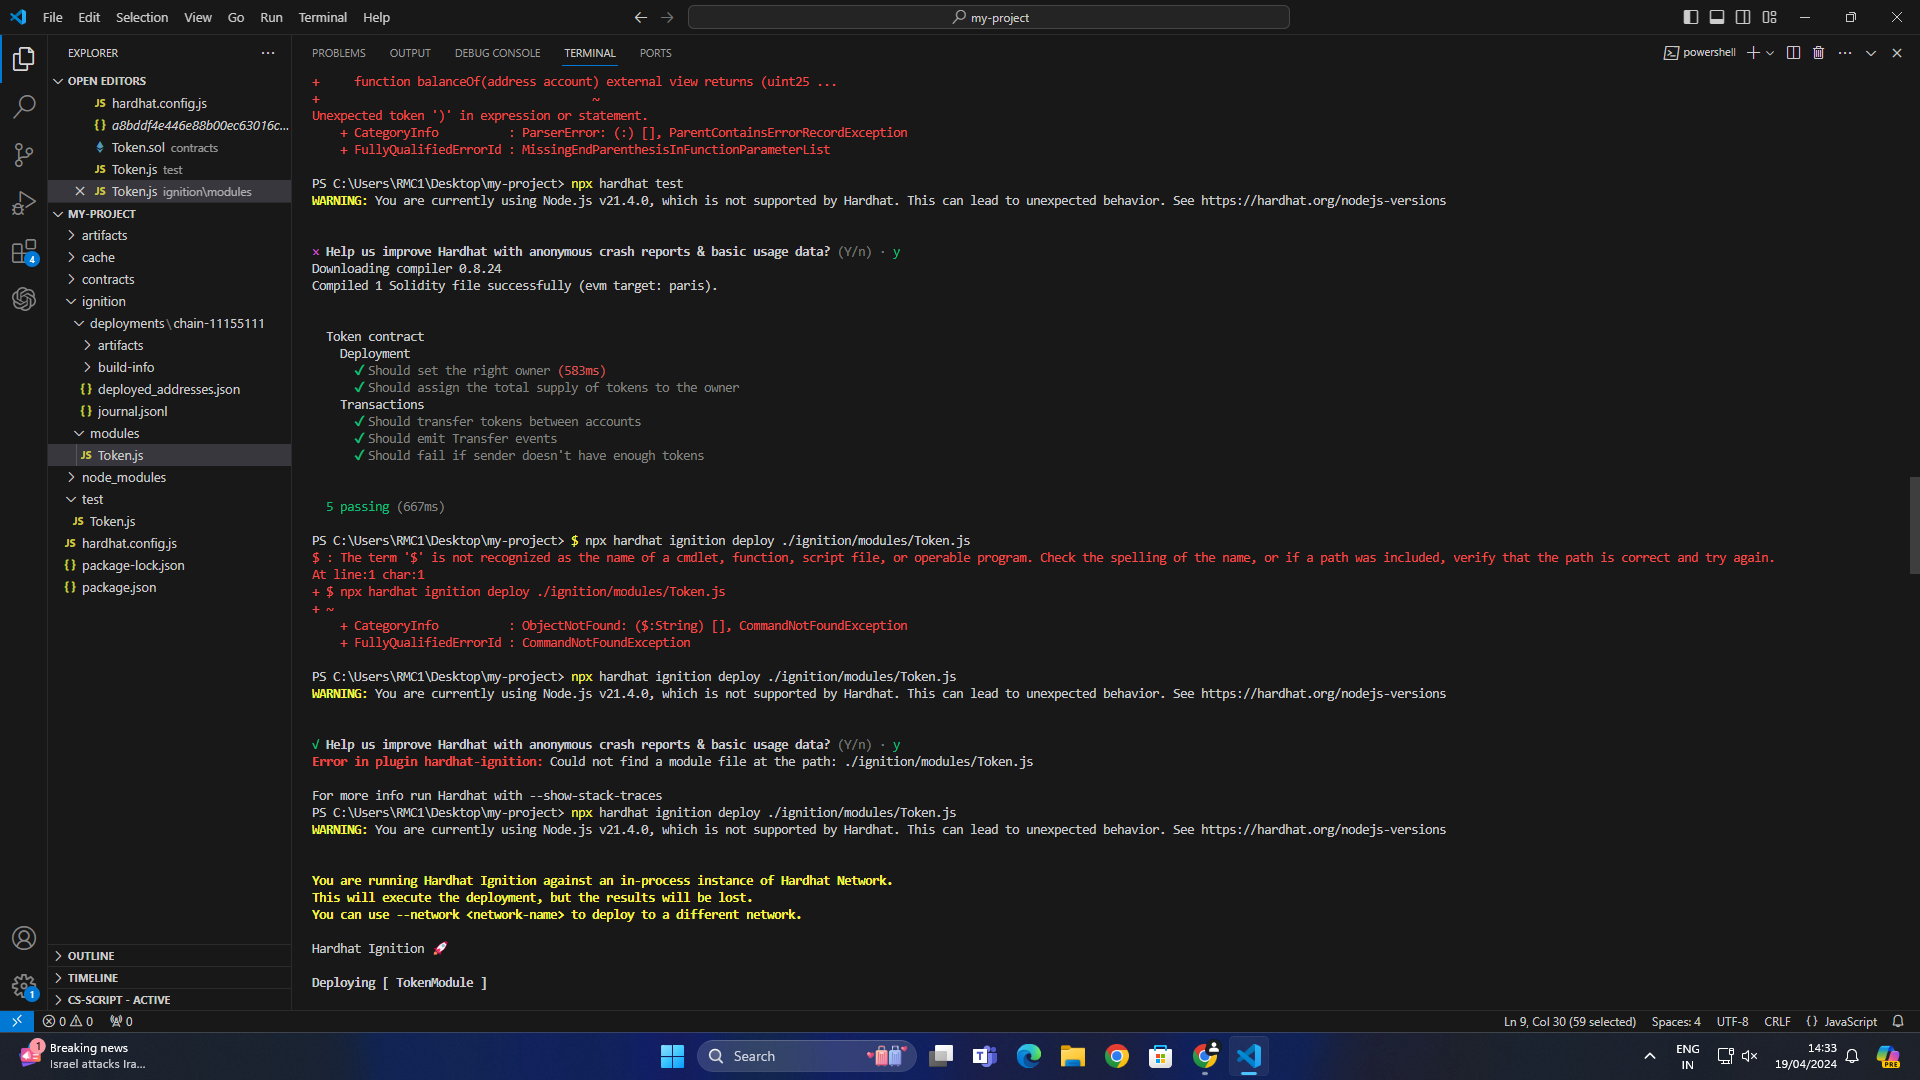 File Edit Selection View Go Run Terminal Help
my-project
EXPLORER
OPEN EDITORS
JS hardhat.config.js
{} a8bddf4e446e88b00ec63016c...
Token.sol contracts
JS Token.js test
JS Token.js ignition\modules
MY-PROJECT
artifacts
cache
contracts
ignition
deployments\chain-11155111
artifacts
build-info
{} deployed_addresses.json
{} journal.jsonl
modules
JS Token.js
node_modules
test
JS Token.js
JS hardhat.config.js
{} package-lock.json
{} package.json
OUTLINE
TIMELINE
CS-SCRIPT - ACTIVE
4
1
PROBLEMS OUTPUT DEBUG CONSOLE TERMINAL PORTS
powershell
+     function balanceOf(address account) external view returns (uint25 ...
+                                       ~
Unexpected token ')' in expression or statement.
    + CategoryInfo          : ParserError: (:) [], ParentContainsErrorRecordException
    + FullyQualifiedErrorId : MissingEndParenthesisInFunctionParameterList
PS C:\Users\RMC1\Desktop\my-project> npx hardhat test
WARNING: You are currently using Node.js v21.4.0, which is not supported by Hardhat. This can lead to unexpected behavior. See https://hardhat.org/nodejs-versions
x Help us improve Hardhat with anonymous crash reports & basic usage data? (Y/n) · y
Downloading compiler 0.8.24
Compiled 1 Solidity file successfully (evm target: paris).
Token contract
Deployment
✓ Should set the right owner (583ms)
✓ Should assign the total supply of tokens to the owner
Transactions
✓ Should transfer tokens between accounts
✓ Should emit Transfer events
✓ Should fail if sender doesn't have enough tokens
5 passing (667ms)
PS C:\Users\RMC1\Desktop\my-project> $ npx hardhat ignition deploy ./ignition/modules/Token.js
$ : The term '$' is not recognized as the name of a cmdlet, function, script file, or operable program. Check the spelling of the name, or if a path was included, verify that the path is correct and try again.
At line:1 char:1
+ $ npx hardhat ignition deploy ./ignition/modules/Token.js
+ ~
    + CategoryInfo          : ObjectNotFound: ($:String) [], CommandNotFoundException
    + FullyQualifiedErrorId : CommandNotFoundException
PS C:\Users\RMC1\Desktop\my-project> npx hardhat ignition deploy ./ignition/modules/Token.js
WARNING: You are currently using Node.js v21.4.0, which is not supported by Hardhat. This can lead to unexpected behavior. See https://hardhat.org/nodejs-versions
√ Help us improve Hardhat with anonymous crash reports & basic usage data? (Y/n) · y
Error in plugin hardhat-ignition: Could not find a module file at the path: ./ignition/modules/Token.js
For more info run Hardhat with --show-stack-traces
PS C:\Users\RMC1\Desktop\my-project> npx hardhat ignition deploy ./ignition/modules/Token.js
WARNING: You are currently using Node.js v21.4.0, which is not supported by Hardhat. This can lead to unexpected behavior. See https://hardhat.org/nodejs-versions
You are running Hardhat Ignition against an in-process instance of Hardhat Network.
This will execute the deployment, but the results will be lost.
You can use --network <network-name> to deploy to a different network.
Hardhat Ignition 🚀
Deploying [ TokenModule ]
0 0 0
Ln 9, Col 30 (59 selected) Spaces: 4 UTF-8 CRLF {} JavaScript
1
Breaking news
Israel attacks Ira...
Search
ENG
IN
14:33
19/04/2024
PRE